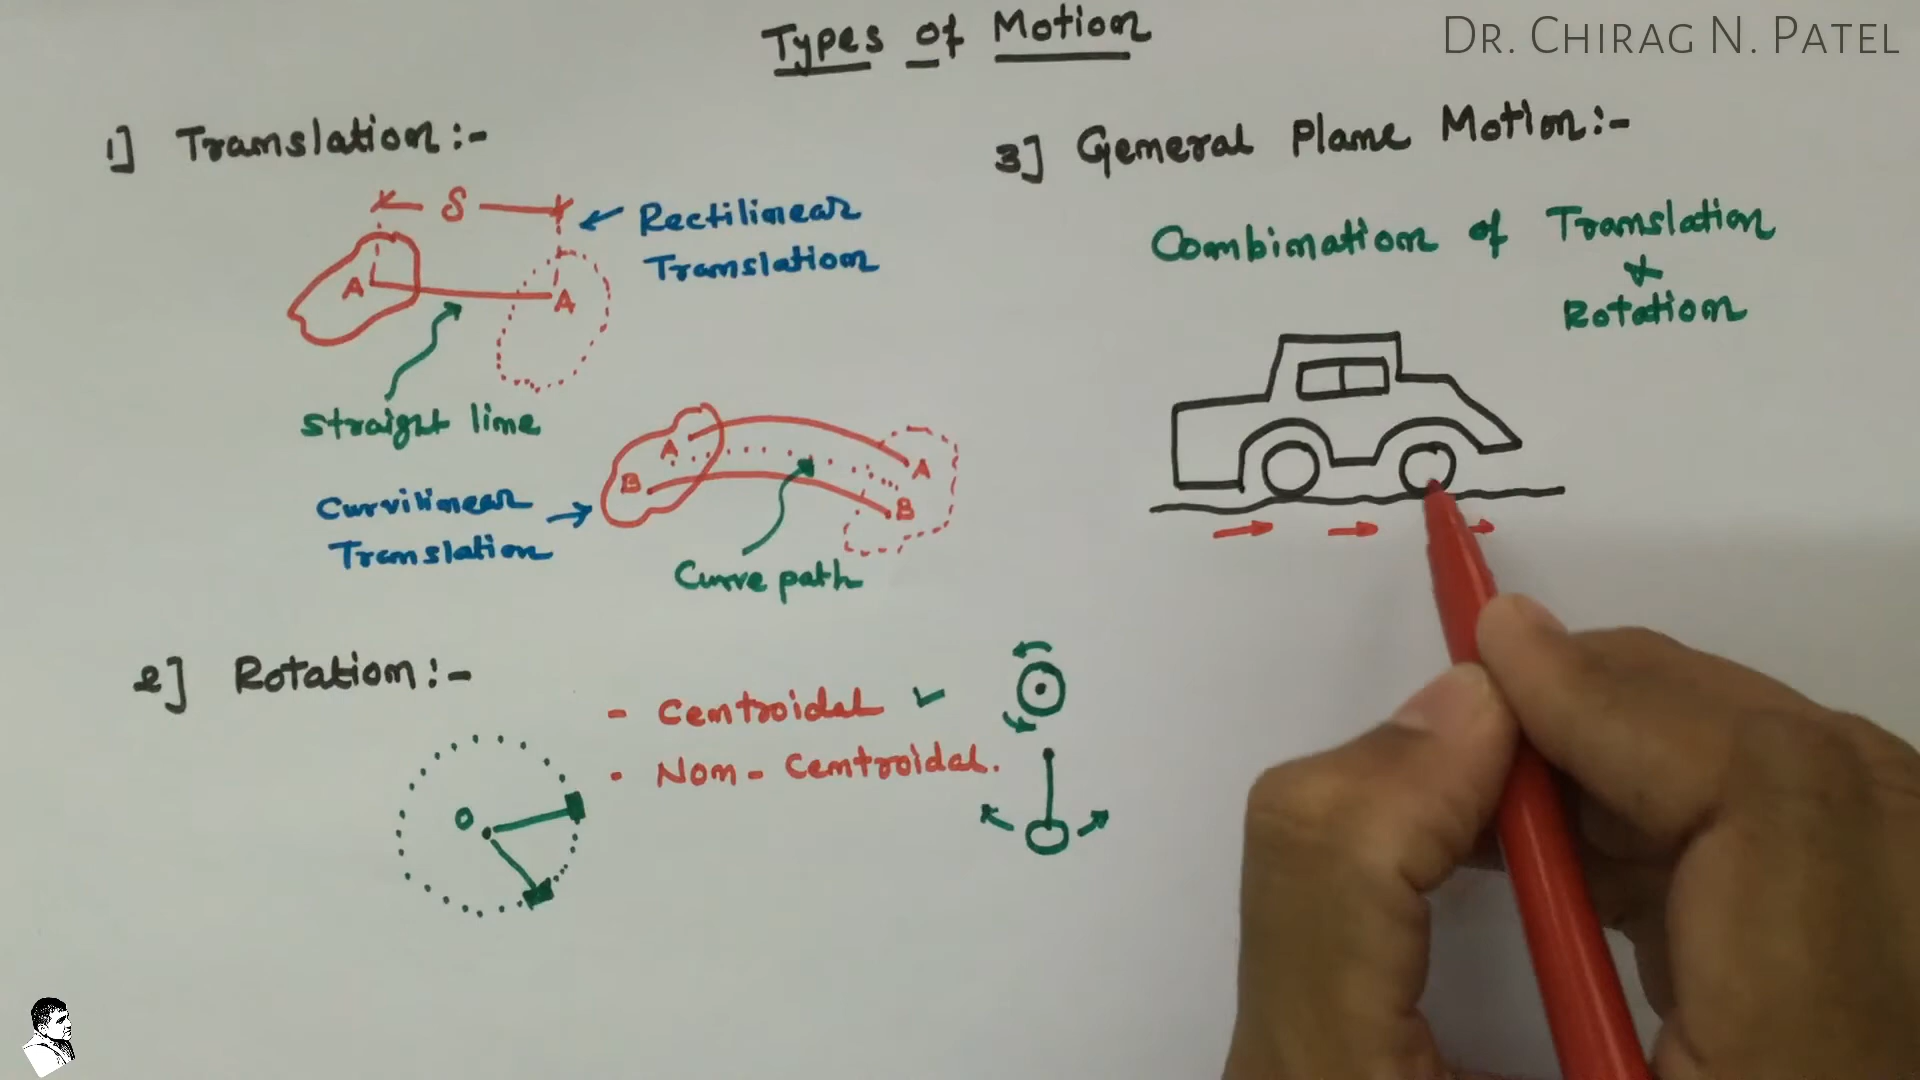 Types of Motion
DR. CHIRAG N. PATEL
1] Translation:-
S
Rectilinear
Translation
A
A
Straight line
A
B
A
B
Curvilinear
Translation
Curve path
2] Rotation:-
- Centroidal ✓
- Non-Centroidal.
O
3] General Plane Motion:-
Combination of Translation
&
Rotation